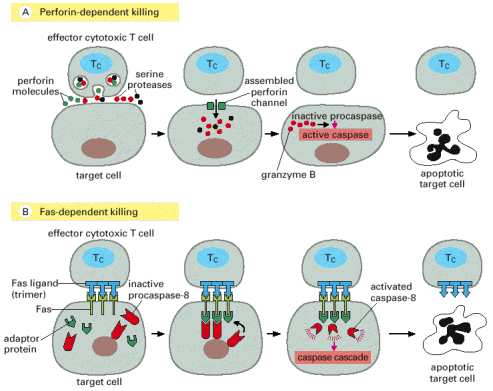 A Perforin-dependent killing
effector cytotoxic T cell
TC
TC
TC
TC
perforin
molecules
serine
proteases
assembled
perforin
channel
inactive procaspase
active caspase
granzyme B
target cell
apoptotic
target cell
B Fas-dependent killing
effector cytotoxic T cell
TC
TC
TC
TC
Fas ligand
(trimer)
Fas
inactive
procaspase-8
activated
caspase-8
adaptor
protein
caspase cascade
target cell
apoptotic
target cell